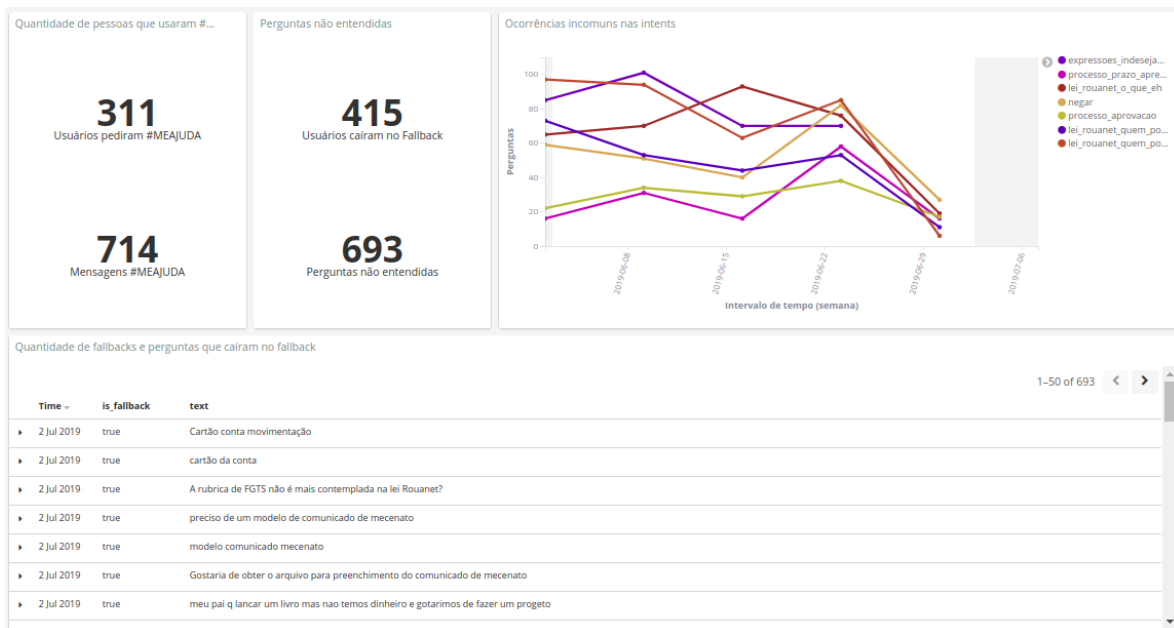 Quantidade de pessoas que usaram #...
311
Usuários pediram #MEAJUDA
714
Mensagens #MEAJUDA
Perguntas não entendidas
415
Usuários caíram no Fallback
693
Perguntas não entendidas
Ocorrências incomuns nas intents
Perguntas
100
80
60
40
20
0
2019-06-08
2019-06-15
2019-06-22
2019-06-29
2019-07-06
Intervalo de tempo (semana)
expressoes_indeseja...
processo_prazo_apre...
lei_rouanet_o_que_eh
negar
processo_aprovacao
lei_rouanet_quem_po...
lei_rouanet_quem_po...
Quantidade de fallbacks e perguntas que caíram no fallback
1–50 of 693
Time is_fallback text
2 Jul 2019 true Cartão conta movimentação
2 Jul 2019 true cartão da conta
2 Jul 2019 true A rubrica de FGTS não é mais contemplada na lei Rouanet?
2 Jul 2019 true preciso de um modelo de comunicado de mecenato
2 Jul 2019 true modelo comunicado mecenato
2 Jul 2019 true Gostaria de obter o arquivo para preenchimento do comunicado de mecenato
2 Jul 2019 true meu pai q lancar um livro mas nao temos dinheiro e gotarimos de fazer um progeto